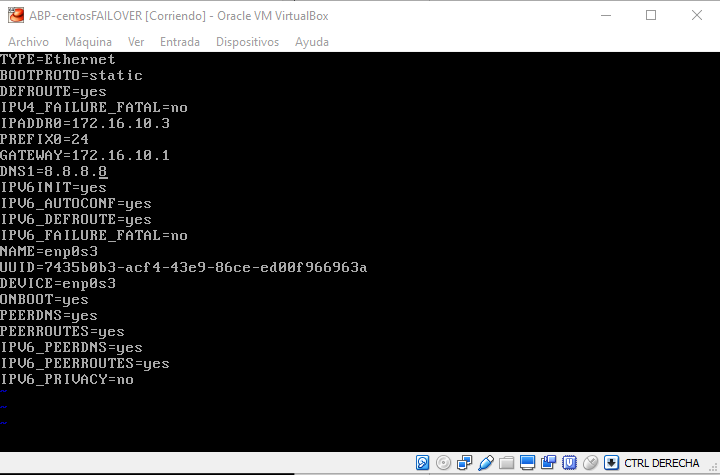 ABP-centosFAILOVER [Corriendo] - Oracle VM VirtualBox
Archivo Máquina Ver Entrada Dispositivos Ayuda
TYPE=Ethernet
BOOTPROTO=static
DEFROUTE=yes
IPV4_FAILURE_FATAL=no
IPADDR0=172.16.10.3
PREFIX0=24
GATEWAY=172.16.10.1
DNS1=8.8.8.8
IPV6INIT=yes
IPV6_AUTOCONF=yes
IPV6_DEFROUTE=yes
IPV6_FAILURE_FATAL=no
NAME=enp0s3
UUID=7435b0b3-acf4-43e9-86ce-ed00f966963a
DEVICE=enp0s3
ONBOOT=yes
PEERDNS=yes
PEERROUTES=yes
IPV6_PEERDNS=yes
IPV6_PEERROUTES=yes
IPV6_PRIVACY=no
~
~
~
CTRL DERECHA